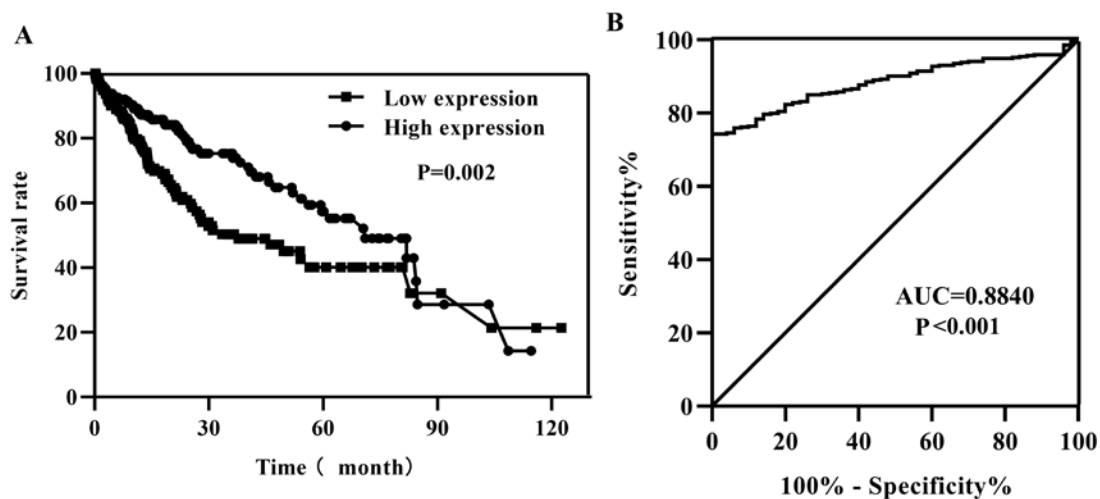 A
100
80
60
40
20
0
Survival rate
Low expression
High expression
P=0.002
0 30 60 90 120
Time ( month)
B
100
80
60
40
20
0
Sensitivity%
AUC=0.8840
P<0.001
0 20 40 60 80 100
100% - Specificity%